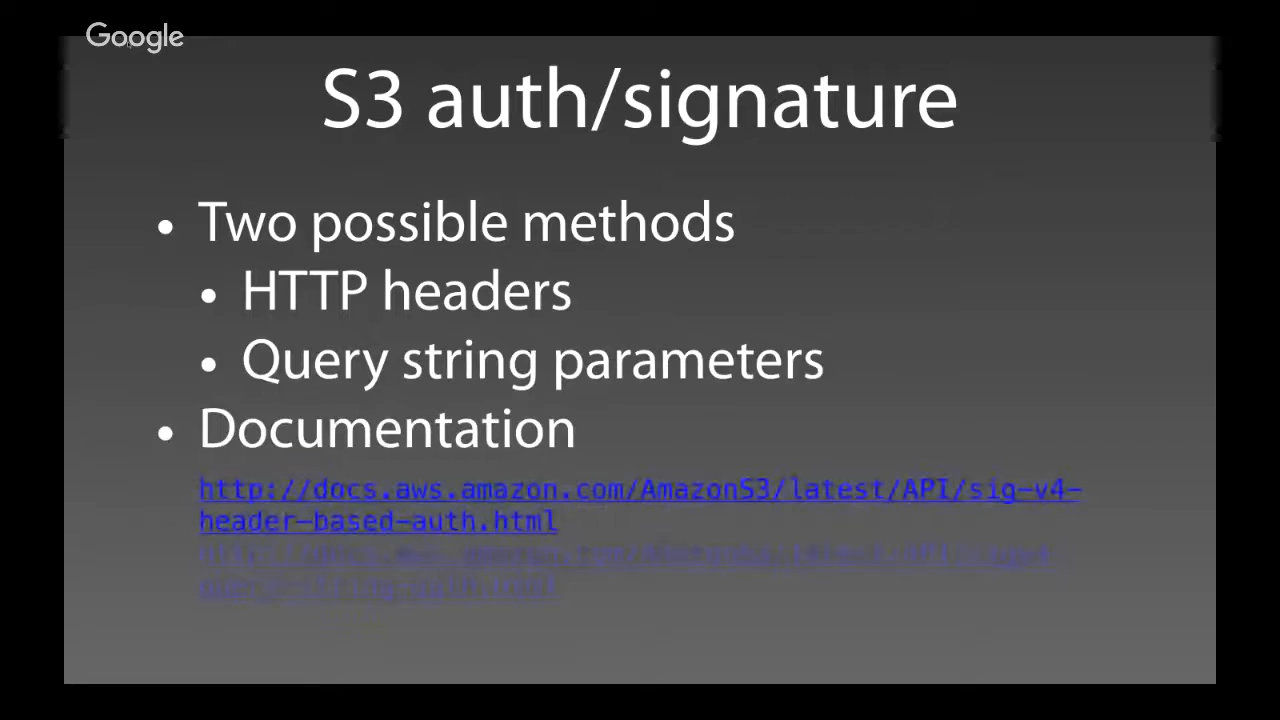 Google
S3 auth/signature
• Two possible methods
• HTTP headers
• Query string parameters
• Documentation
http://docs.aws.amazon.com/AmazonS3/latest/API/sig-v4-
header-based-auth.html